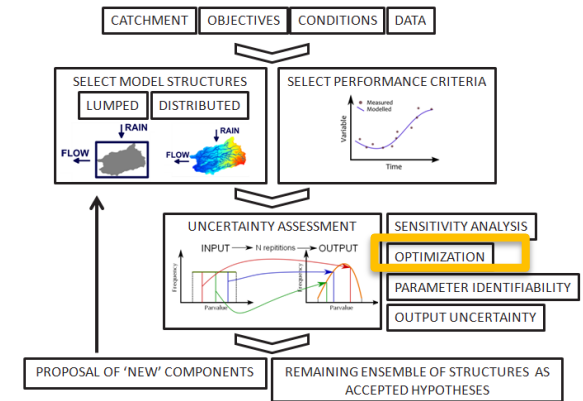 CATCHMENT OBJECTIVES CONDITIONS DATA
SELECT MODEL STRUCTURES
LUMPED DISTRIBUTED
RAIN
FLOW
RAIN
FLOW
SELECT PERFORMANCE CRITERIA
Measured
Modelled
Variable
Time
UNCERTAINTY ASSESSMENT
INPUT N repititions OUTPUT
Frequency
Parvalue
Frequency
Parvalue
SENSITIVITY ANALYSIS
OPTIMIZATION
PARAMETER IDENTIFIABILITY
OUTPUT UNCERTAINTY
PROPOSAL OF ‘NEW’ COMPONENTS
REMAINING ENSEMBLE OF STRUCTURES AS
ACCEPTED HYPOTHESES